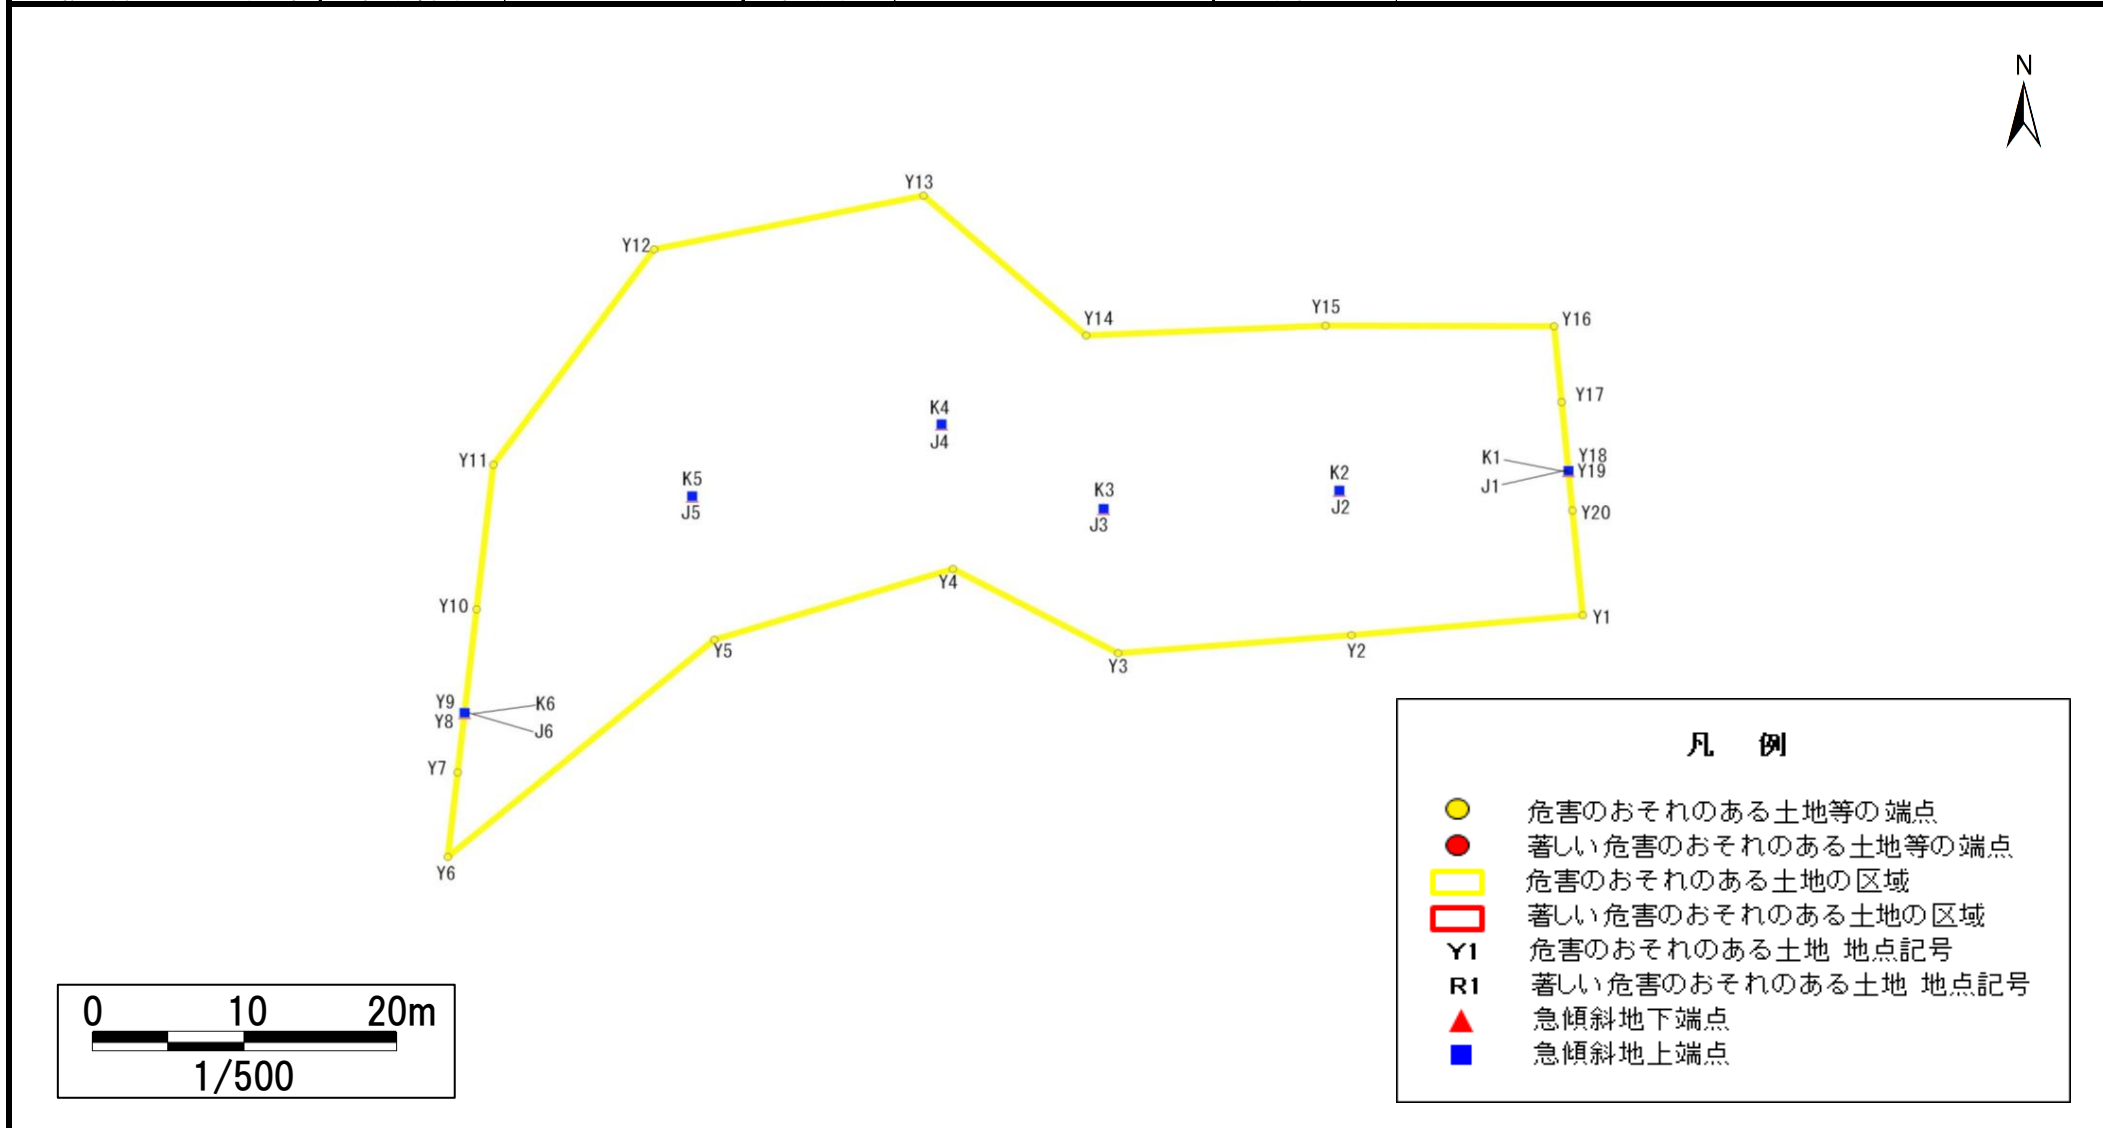 N
Y13
Y12
Y15
Y14
Y16
Y17
K4
J4
Y11
K1
Y18
Y19
J1
K5
J5
K2
J2
K3
J3
Y20
Y4
Y10
Y1
Y5
Y2
Y3
Y9
Y8
K6
J6
Y7
Y6
凡 例
危害のおそれのある土地等の端点
著しい危害のおそれのある土地等の端点
危害のおそれのある土地の区域
著しい危害のおそれのある土地の区域
Y1 危害のおそれのある土地 地点記号
R1 著しい危害のおそれのある土地 地点記号
急傾斜地下端点
急傾斜地上端点
0 10 20m
1/500